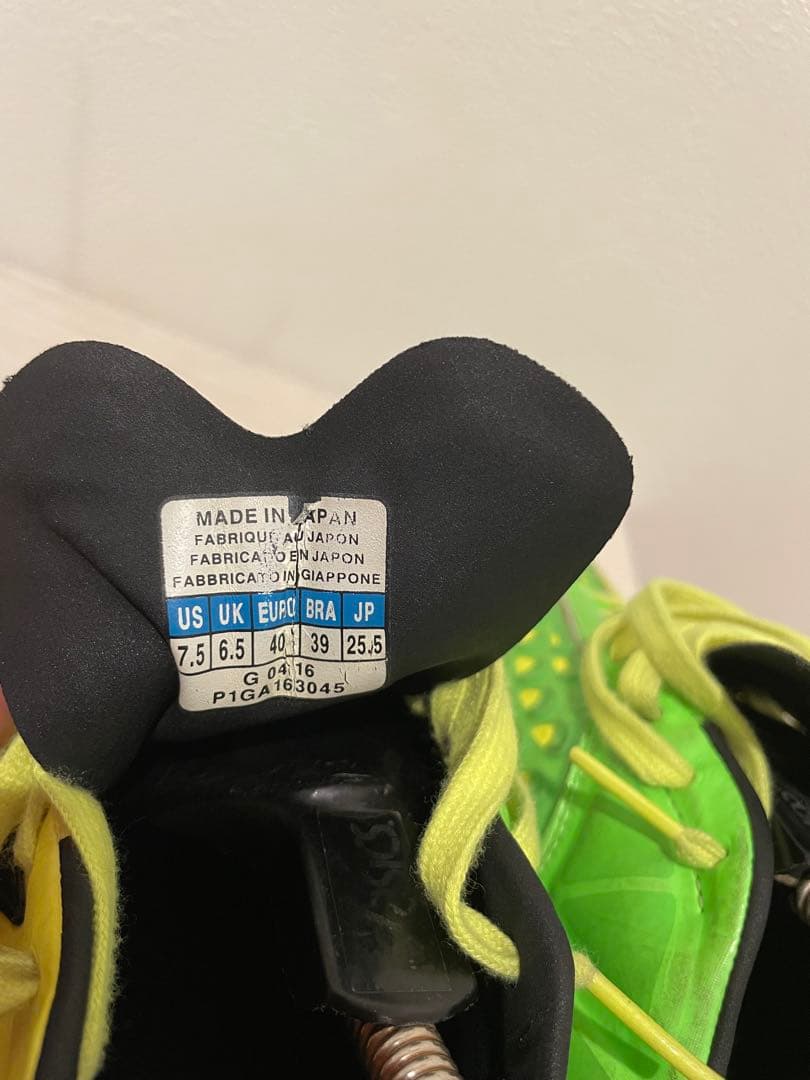 MADE IN JAPAN
FABRIQUE AU JAPON
FABRICATO EN JAPON
FABBRICATO IN GIAPPONE
US UK EURO BRA JP
7.5 6.5 40 39 25.5
G 04 16
P1GA163045